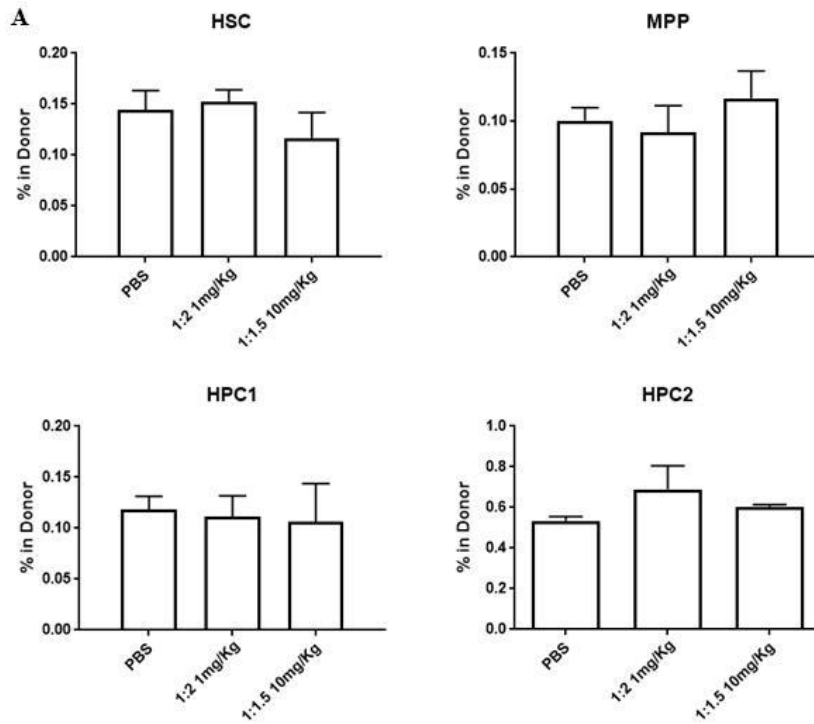 A
HSC
MPP
% in Donor
0.20
0.15
0.10
0.05
0.00
PBS
1:2 1mg/Kg
1:1.5 10mg/Kg
% in Donor
0.15
0.10
0.05
0.00
PBS
1:2 1mg/Kg
1:1.5 10mg/Kg
HPC1
HPC2
% in Donor
0.20
0.15
0.10
0.05
0.00
PBS
1:2 1mg/Kg
1:1.5 10mg/Kg
% in Donor
1.0
0.8
0.6
0.4
0.2
0.0
PBS
1:2 1mg/Kg
1:1.5 10mg/Kg